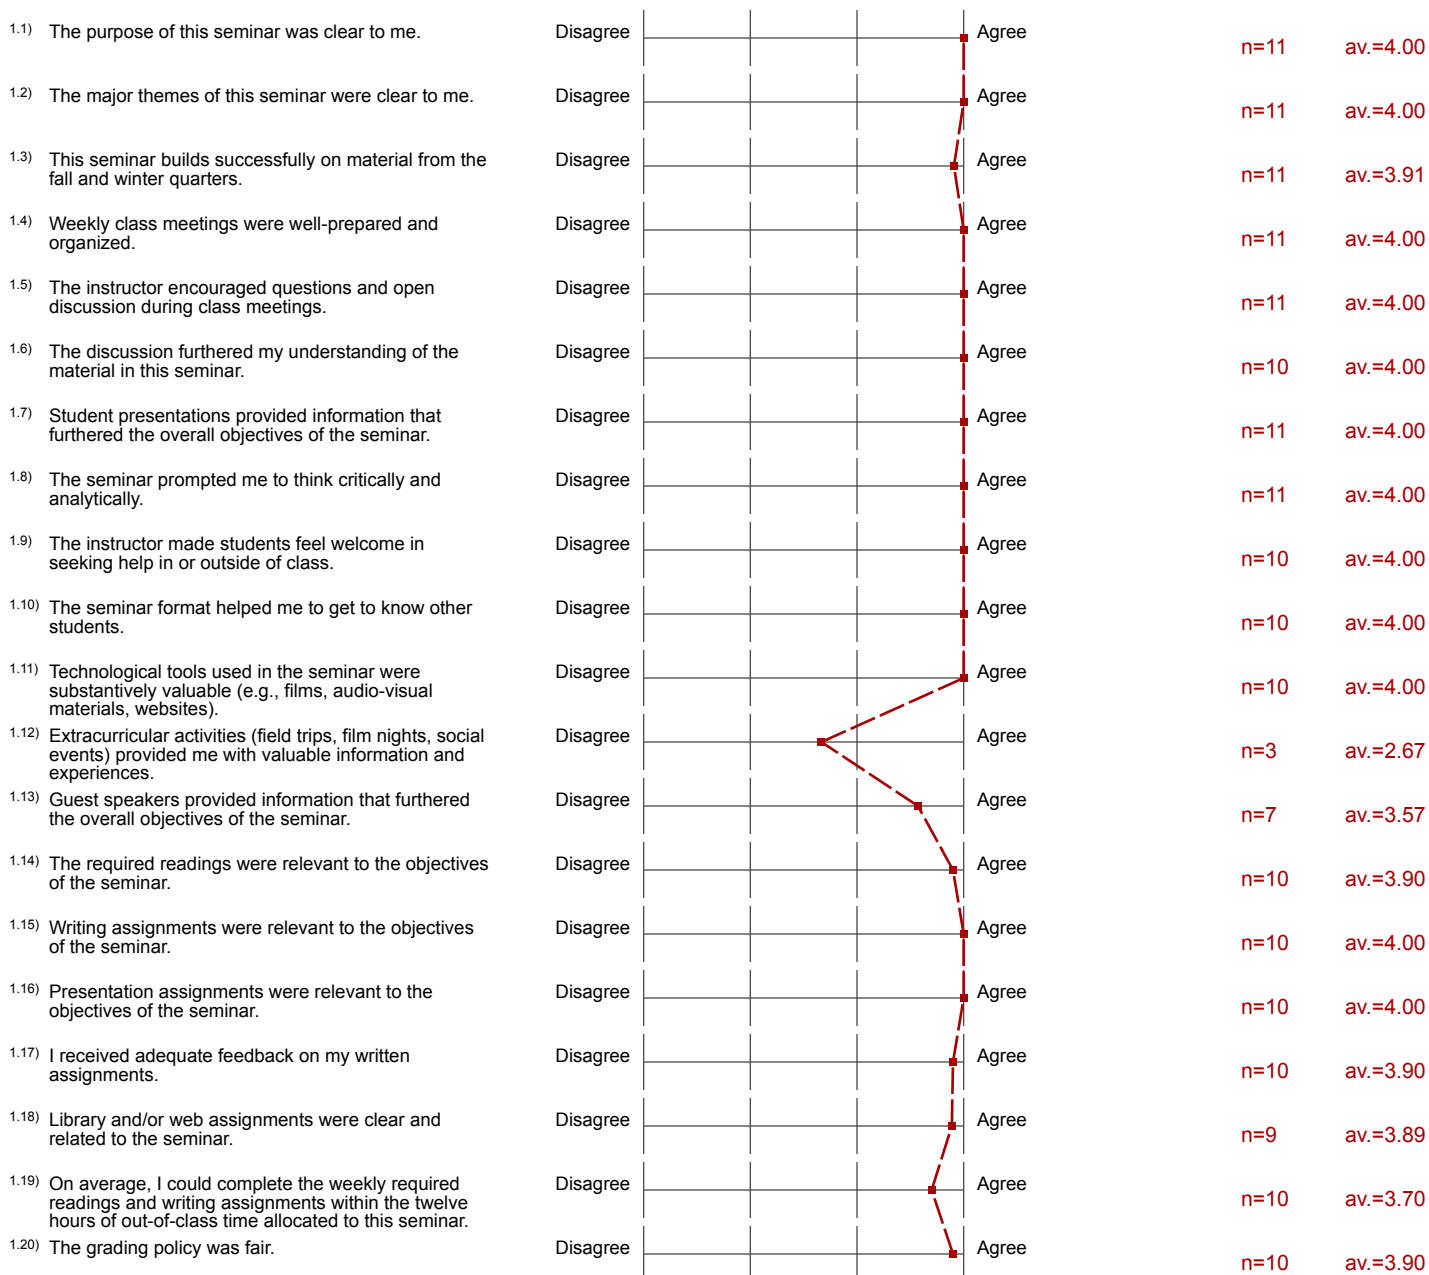 1.1) The purpose of this seminar was clear to me. Disagree Agree n=11 av.=4.00
1.2) The major themes of this seminar were clear to me. Disagree Agree n=11 av.=4.00
1.3) This seminar builds successfully on material from the Disagree Agree n=11 av.=3.91
fall and winter quarters.
1.4) Weekly class meetings were well-prepared and Disagree Agree n=11 av.=4.00
organized.
1.5) The instructor encouraged questions and open Disagree Agree n=11 av.=4.00
discussion during class meetings.
1.6) The discussion furthered my understanding of the Disagree Agree n=10 av.=4.00
material in this seminar.
1.7) Student presentations provided information that Disagree Agree n=11 av.=4.00
furthered the overall objectives of the seminar.
1.8) The seminar prompted me to think critically and Disagree Agree n=11 av.=4.00
analytically.
1.9) The instructor made students feel welcome in Disagree Agree n=10 av.=4.00
seeking help in or outside of class.
1.10) The seminar format helped me to get to know other Disagree Agree n=10 av.=4.00
students.
1.11) Technological tools used in the seminar were Disagree Agree n=10 av.=4.00
substantively valuable (e.g., films, audio-visual
materials, websites).
1.12) Extracurricular activities (field trips, film nights, social Disagree Agree n=3 av.=2.67
events) provided me with valuable information and
experiences.
1.13) Guest speakers provided information that furthered Disagree Agree n=7 av.=3.57
the overall objectives of the seminar.
1.14) The required readings were relevant to the objectives Disagree Agree n=10 av.=3.90
of the seminar.
1.15) Writing assignments were relevant to the objectives Disagree Agree n=10 av.=4.00
of the seminar.
1.16) Presentation assignments were relevant to the Disagree Agree n=10 av.=4.00
objectives of the seminar.
1.17) I received adequate feedback on my written Disagree Agree n=10 av.=3.90
assignments.
1.18) Library and/or web assignments were clear and Disagree Agree n=9 av.=3.89
related to the seminar.
1.19) On average, I could complete the weekly required Disagree Agree n=10 av.=3.70
readings and writing assignments within the twelve
hours of out-of-class time allocated to this seminar.
1.20) The grading policy was fair. Disagree Agree n=10 av.=3.90